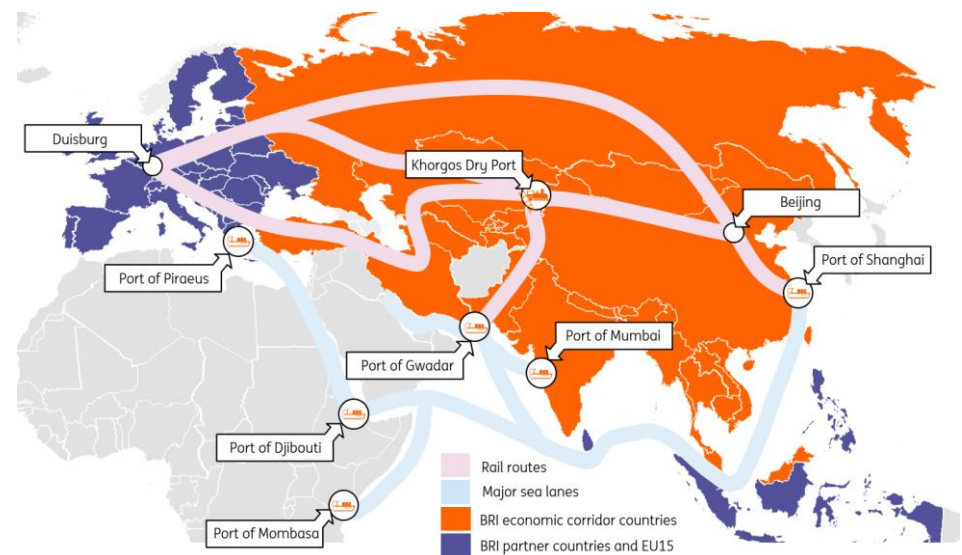 Duisburg
Khorgos Dry Port
Beijing
Port of Piraeus
Port of Shanghai
Port of Gwadar
Port of Mumbai
Port of Djibouti
Port of Mombasa
Rail routes
Major sea lanes
BRI economic corridor countries
BRI partner countries and EU15